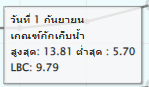 วันที่ 1 กันยายน
เกณฑ์กักเก็บน้ำ
สูงสุด: 13.81 ต่ำสุด : 5.70
LBC: 9.79